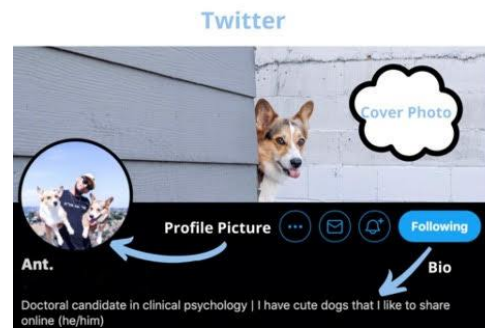 Twitter
Cover Photo
Profile Picture
Following
Ant.
Bio
Doctoral candidate in clinical psychology | I have cute dogs that I like to share
online (he/him)